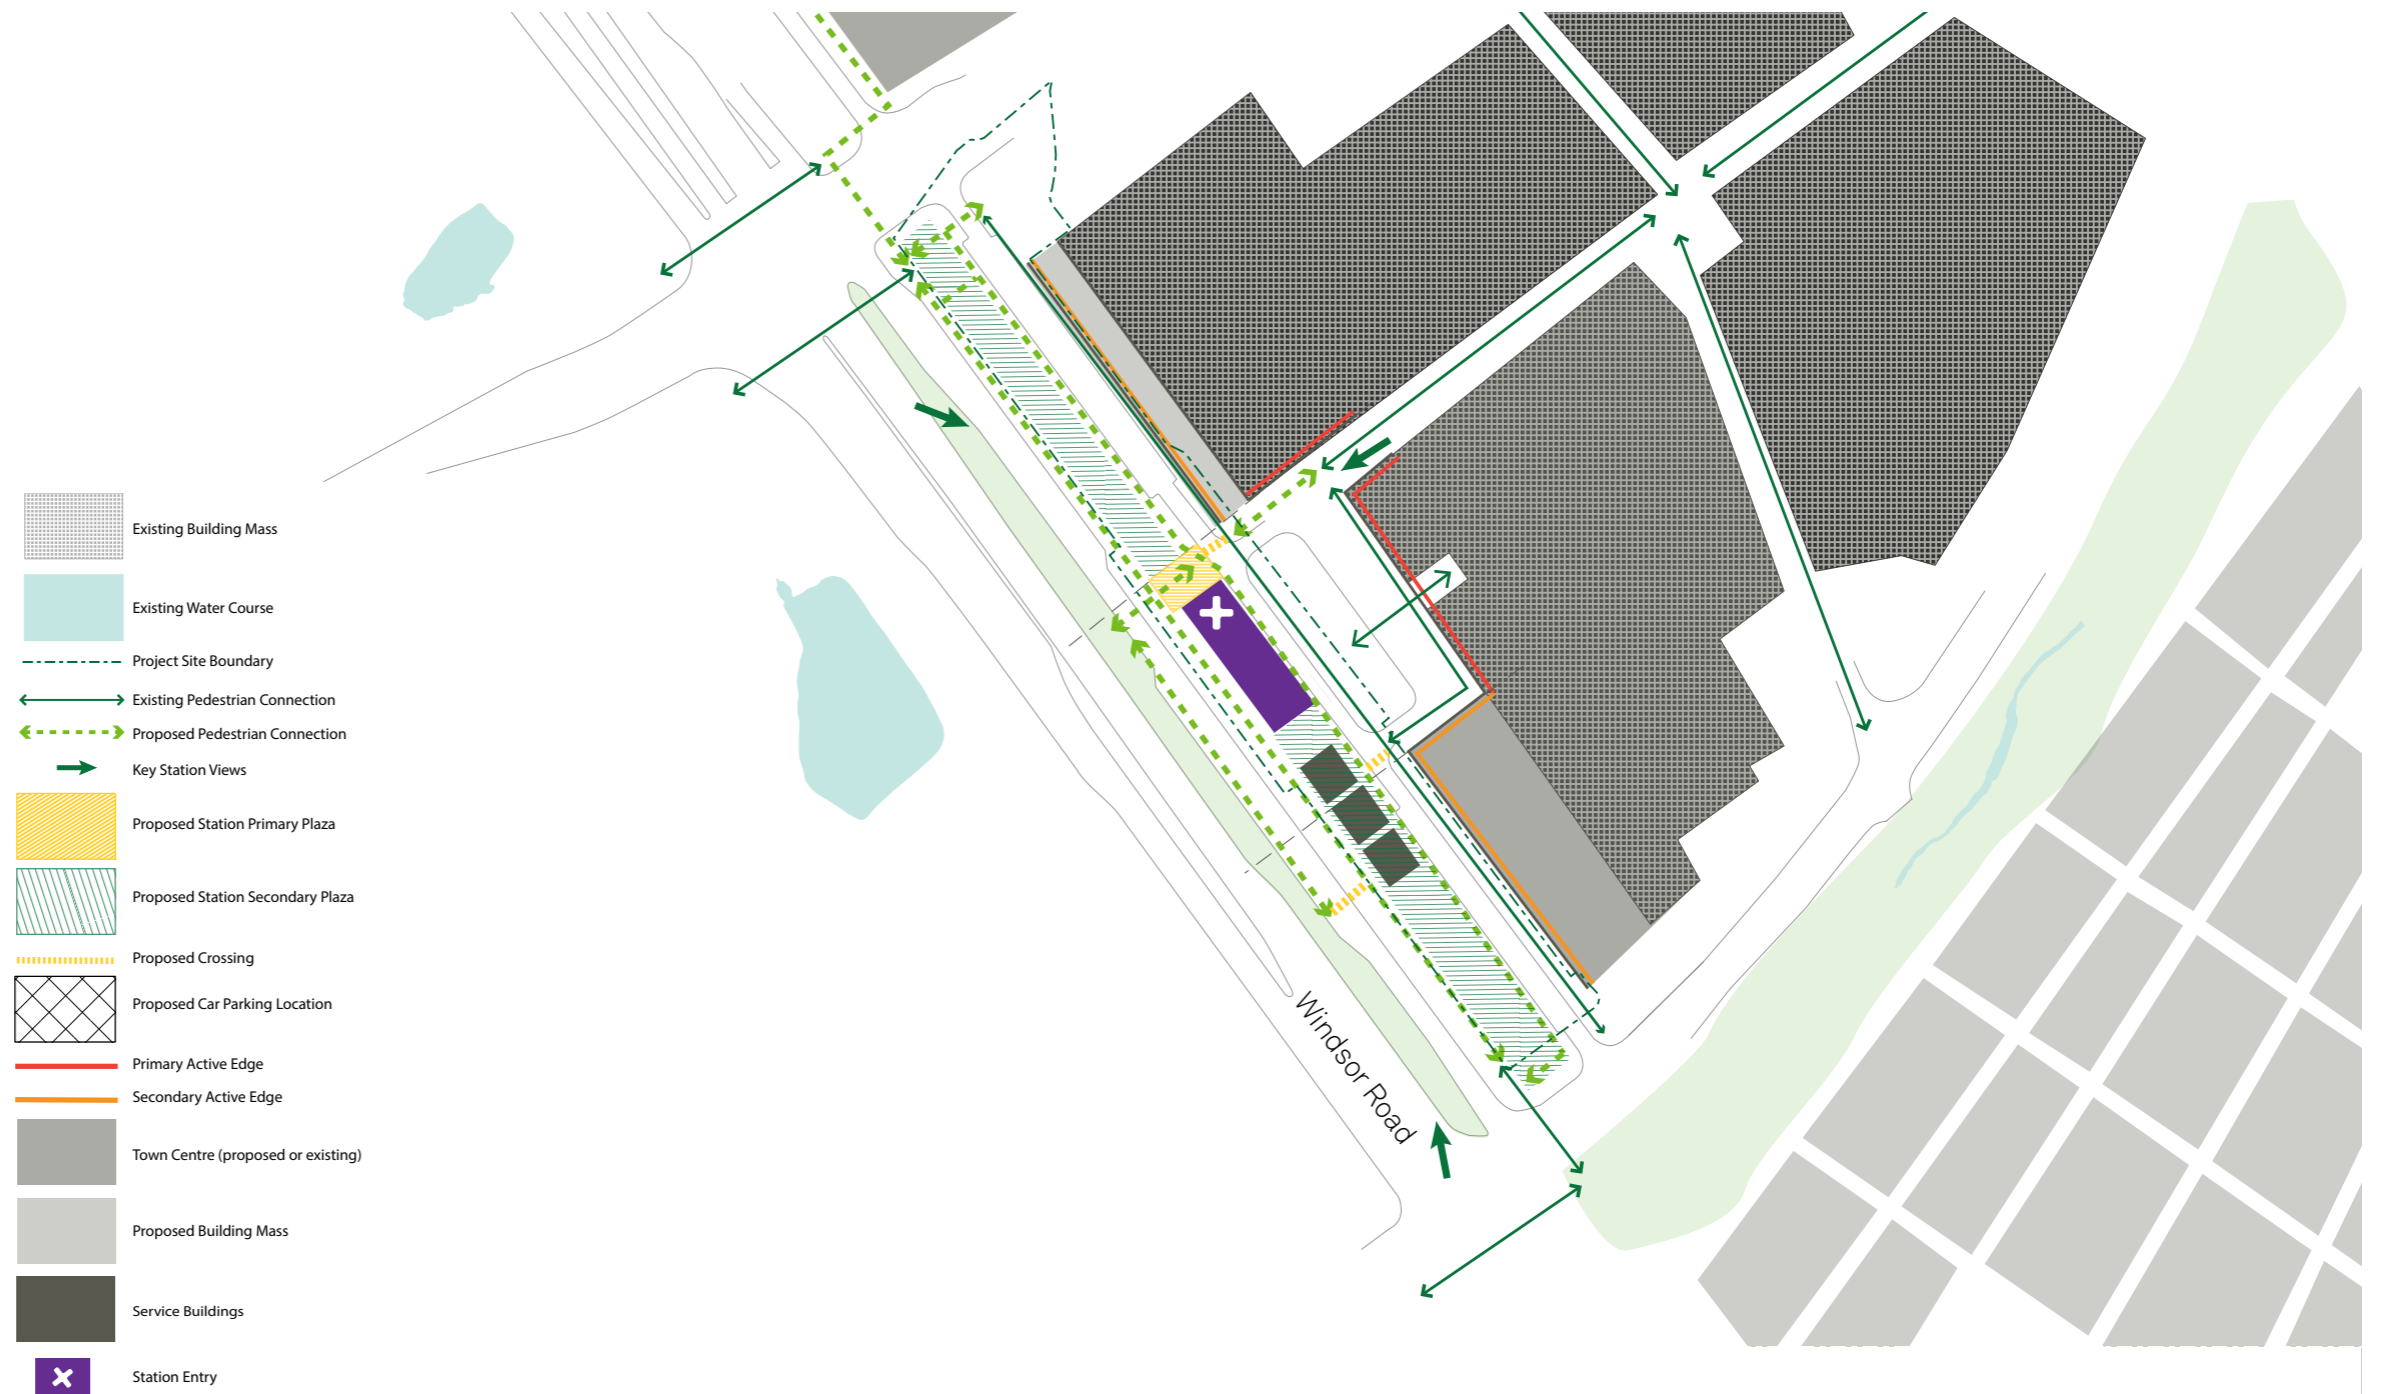 Existing Building Mass
Existing Water Course
Project Site Boundary
Existing Pedestrian Connection
Proposed Pedestrian Connection
Key Station Views
Proposed Station Primary Plaza
Proposed Station Secondary Plaza
Proposed Crossing
Proposed Car Parking Location
Primary Active Edge
Secondary Active Edge
Town Centre (proposed or existing)
Proposed Building Mass
Service Buildings
Station Entry
Windsor Road